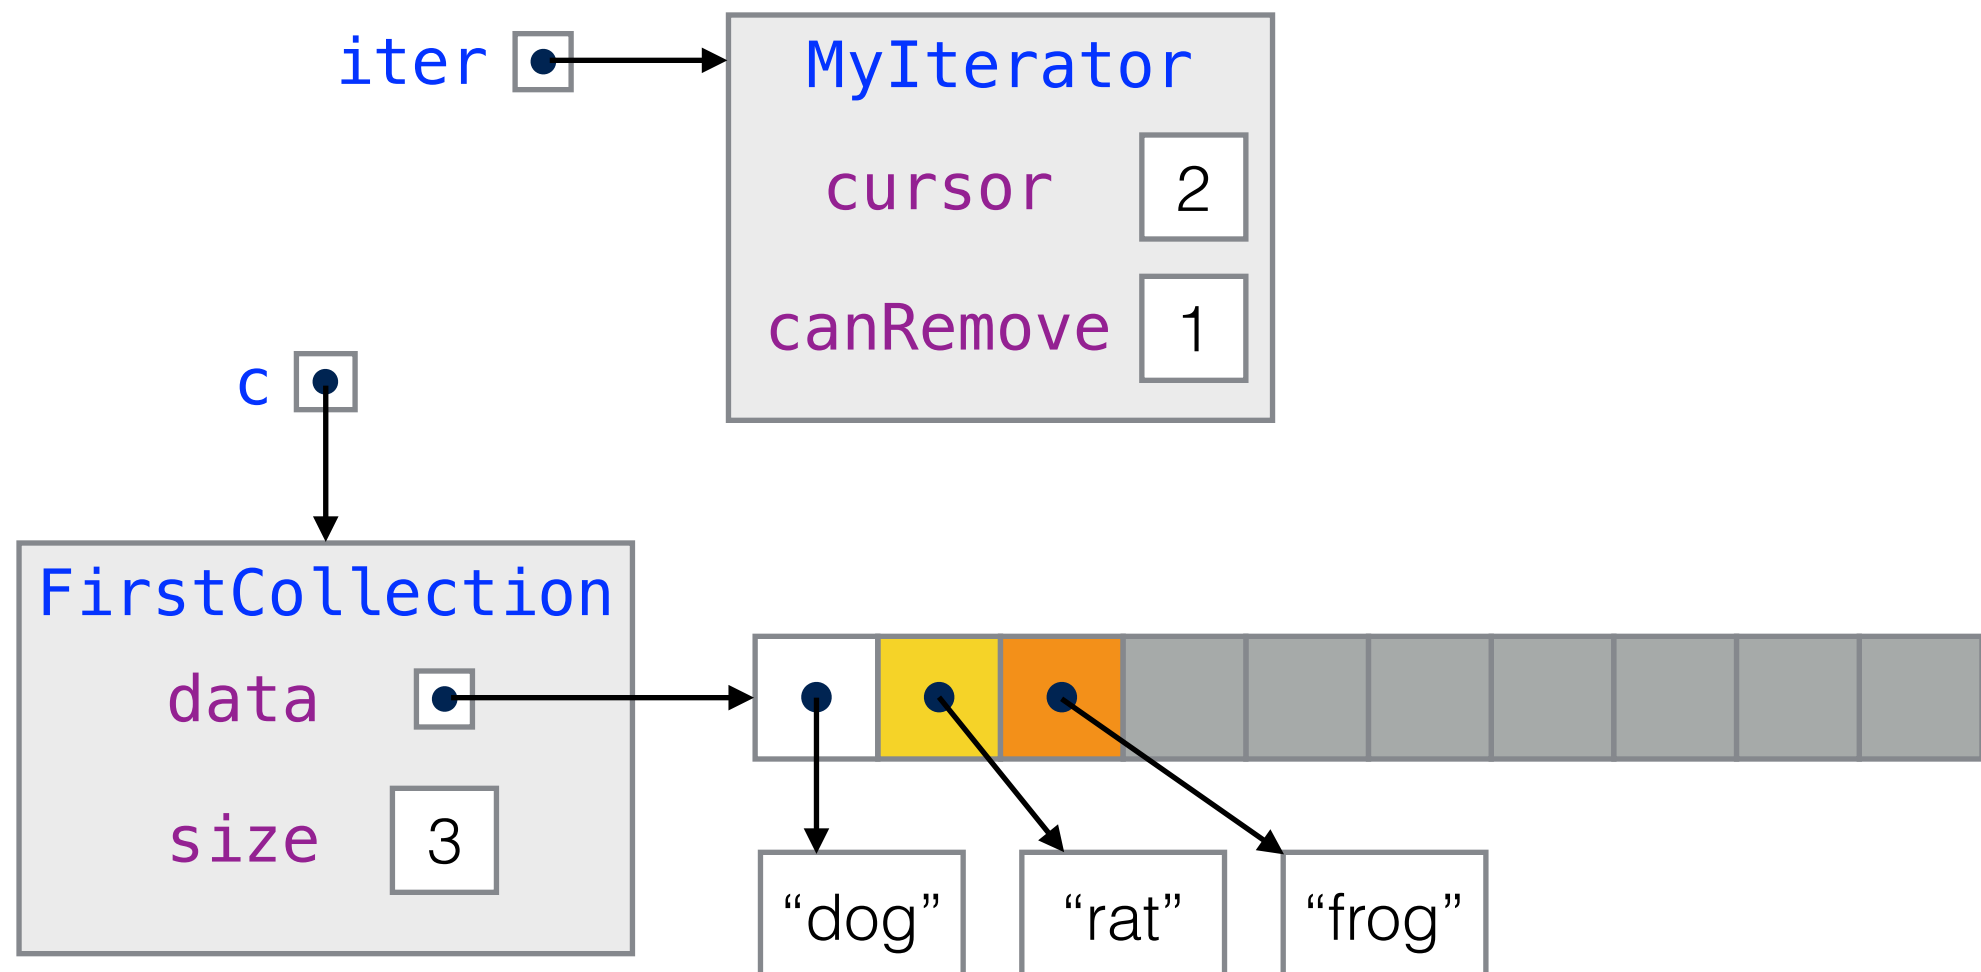 iter
MyIterator
cursor 2
canRemove 1
c
FirstCollection
data
size 3
“dog” “rat” “frog”